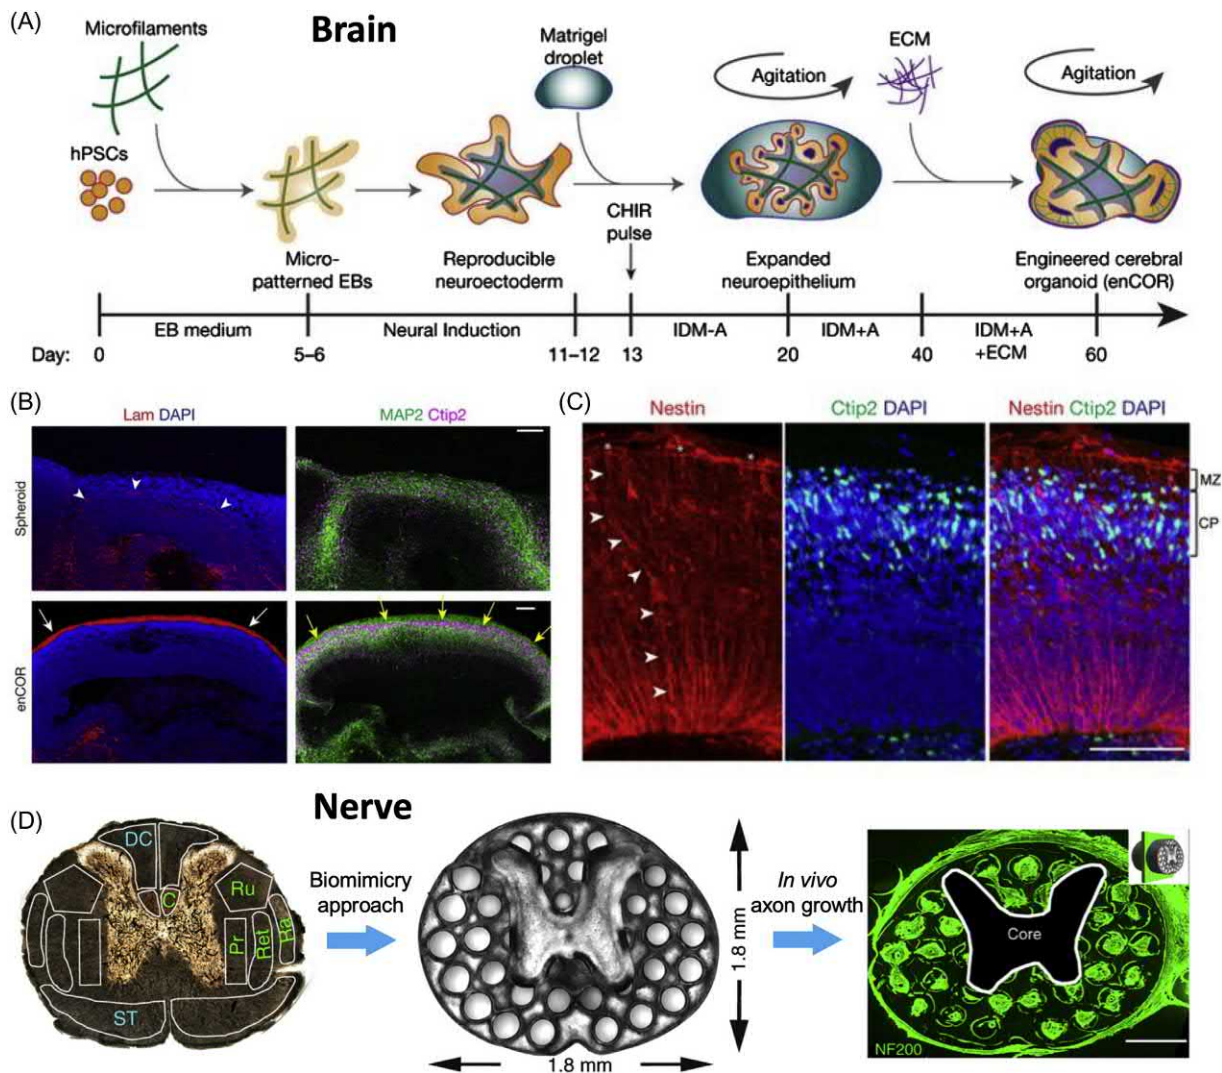 (A)
Brain
Microfilaments
Matrigel
droplet
ECM
Agitation
Agitation
hPSCs
CHIR
pulse
Micro-
patterned EBs
Reproducible
neuroectoderm
Expanded
neuroepithelium
Engineered cerebral
organoid (enCOR)
EB medium
Neural Induction
IDM-A
IDM+A
IDM+A
+ECM
Day:
0
5–6
11–12
13
20
40
60
(B)
Lam DAPI
MAP2 Ctip2
Spheroid
enCOR
(C)
Nestin
Ctip2 DAPI
Nestin Ctip2 DAPI
MZ
CP
(D)
Nerve
DC
Ru
C
Pr
Ret
Ra
ST
Biomimicry
approach
1.8 mm
1.8 mm
In vivo
axon growth
Core
NF200